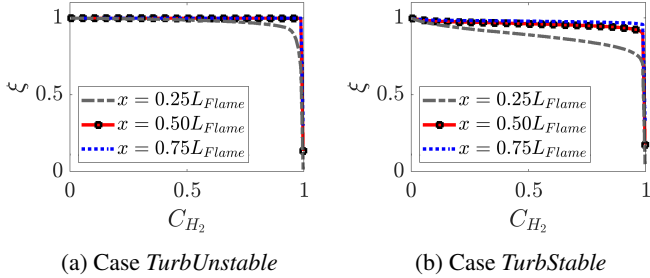 1
0.5
0
ξ
x = 0.25L_{Flame}
x = 0.50L_{Flame}
x = 0.75L_{Flame}
0 0.5 1
C_{H_2}
(a) Case TurbUnstable
1
0.5
0
ξ
x = 0.25L_{Flame}
x = 0.50L_{Flame}
x = 0.75L_{Flame}
0 0.5 1
C_{H_2}
(b) Case TurbStable